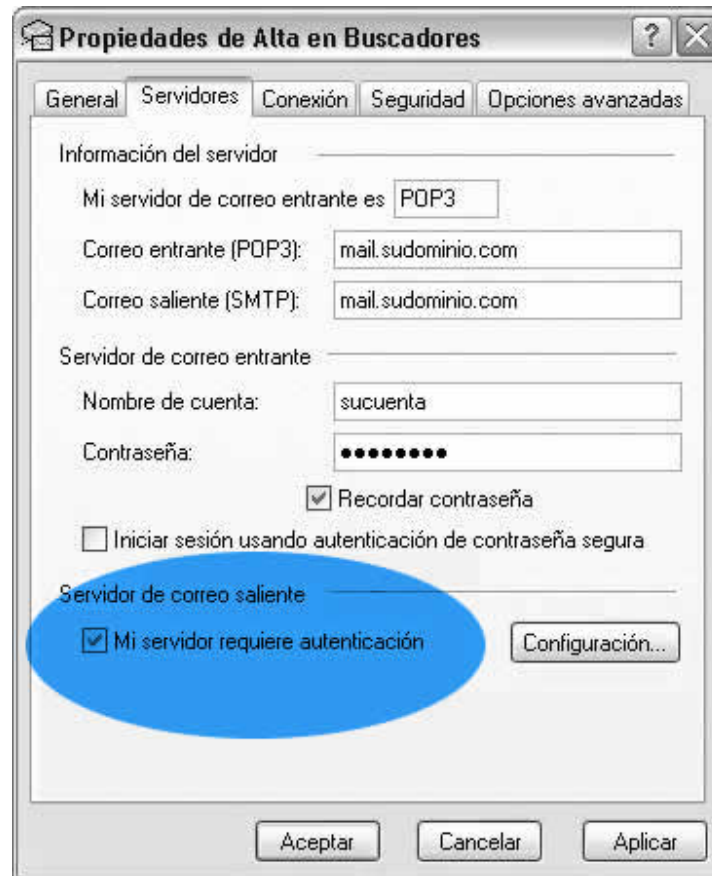 Propiedades de Alta en Buscadores
General Servidores Conexión Seguridad Opciones avanzadas
Información del servidor
Mi servidor de correo entrante es POP3
Correo entrante (POP3): mail.sudominio.com
Correo saliente (SMTP): mail.sudominio.com
Servidor de correo entrante
Nombre de cuenta: sucuenta
Contraseña: ●●●●●●●●
Recordar contraseña
Iniciar sesión usando autenticación de contraseña segura
Servidor de correo saliente
Mi servidor requiere autenticación Configuración...
Aceptar Cancelar Aplicar